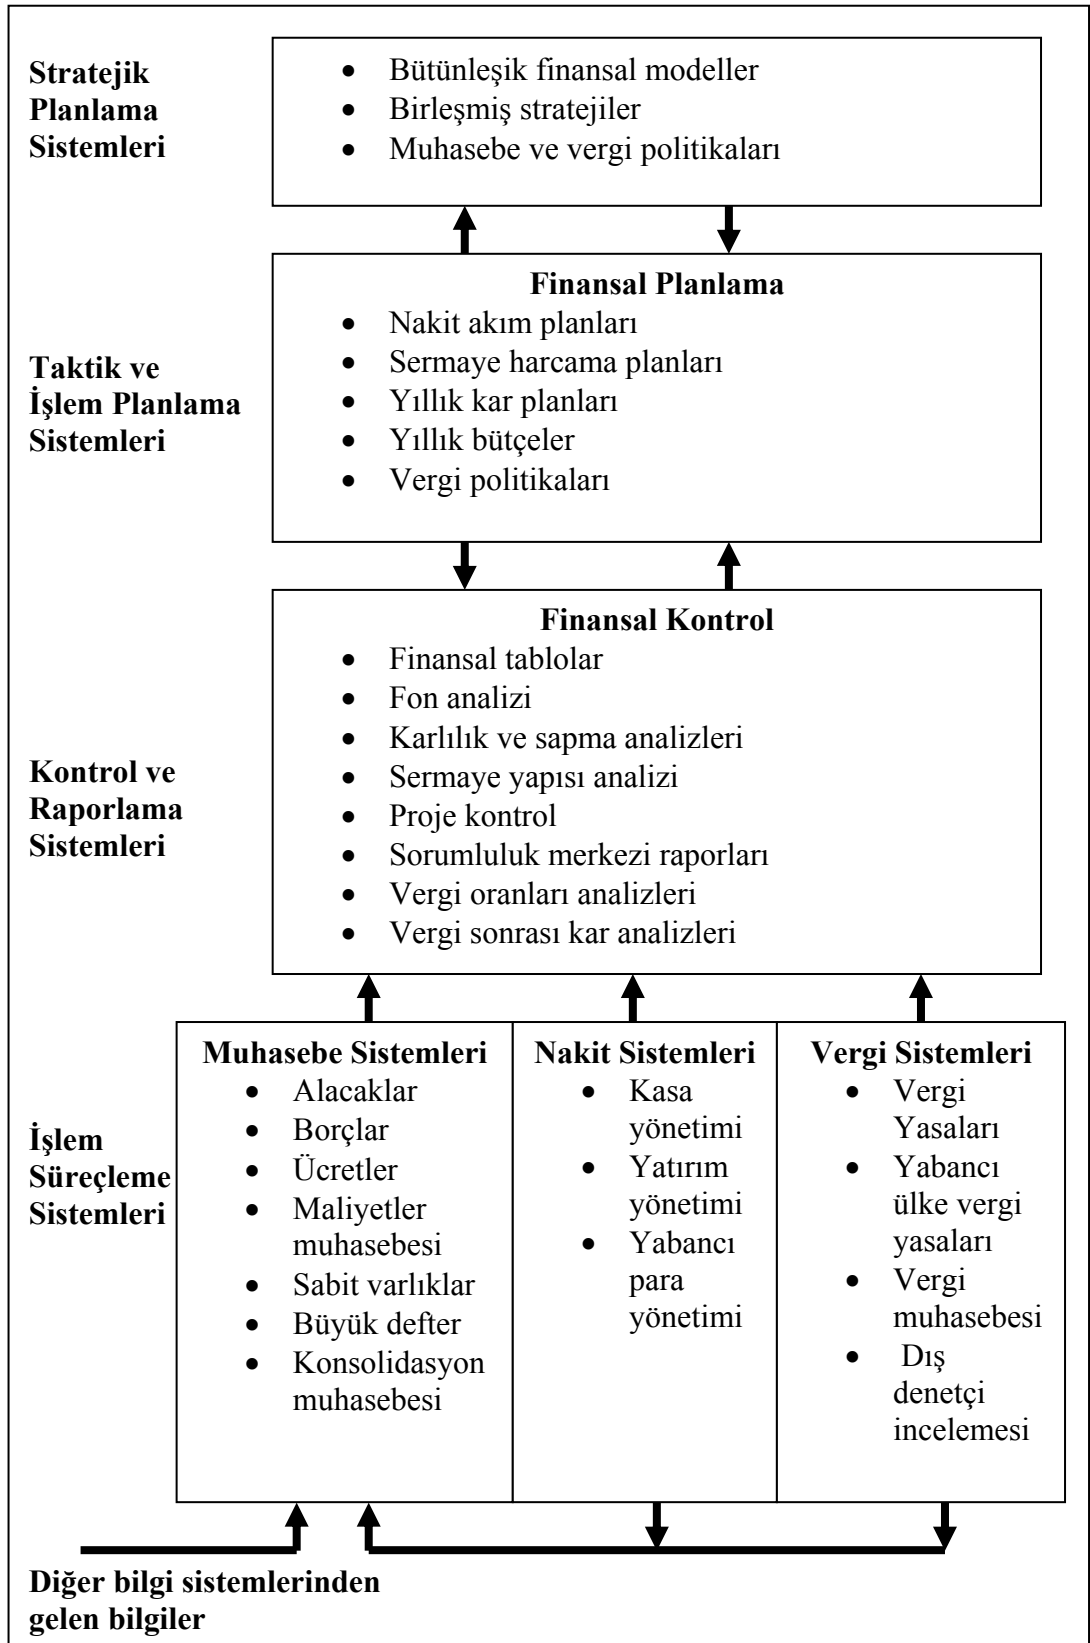 Stratejik
Planlama
Sistemleri
• Bütünleşik finansal modeller
• Birleşmiş stratejiler
• Muhasebe ve vergi politikaları
Taktik ve
İşlem Planlama
Sistemleri
Finansal Planlama
• Nakit akım planları
• Sermaye harcama planları
• Yıllık kar planları
• Yıllık bütçeler
• Vergi politikaları
Kontrol ve
Raporlama
Sistemleri
Finansal Kontrol
• Finansal tablolar
• Fon analizi
• Karlılık ve sapma analizleri
• Sermaye yapısı analizi
• Proje kontrol
• Sorumluluk merkezi raporları
• Vergi oranları analizleri
• Vergi sonrası kar analizleri
İşlem
Süreçleme
Sistemleri
Muhasebe Sistemleri
• Alacaklar
• Borçlar
• Ücretler
• Maliyetler
muhasebesi
• Sabit varlıklar
• Büyük defter
• Konsolidasyon
muhasebesi
Nakit Sistemleri
• Kasa
yönetimi
• Yatırım
yönetimi
• Yabancı
para
yönetimi
Vergi Sistemleri
• Vergi
Yasaları
• Yabancı
ülke vergi
yasaları
• Vergi
muhasebesi
• Dış
denetçi
incelemesi
Diğer bilgi sistemlerinden
gelen bilgiler